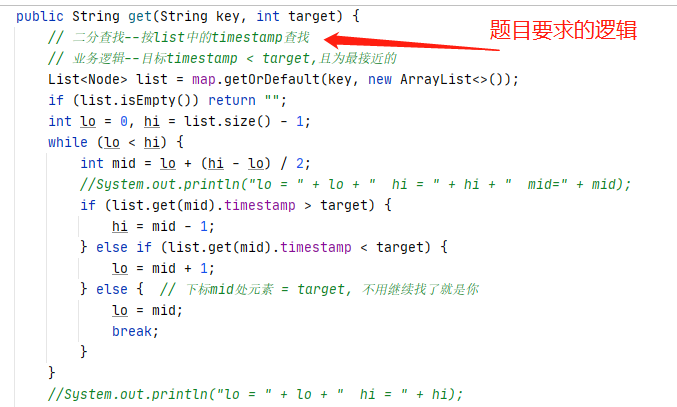 public String get(String key, int target) {
题目要求的逻辑
// 二分查找--按list中的timestamp查找
// 业务逻辑--目标timestamp < target,且为最接近的
List<Node> list = map.getOrDefault(key, new ArrayList<>());
if (list.isEmpty()) return "";
int lo = 0, hi = list.size() - 1;
while (lo < hi) {
int mid = lo + (hi - lo) / 2;
//System.out.println("lo = " + lo + "  hi = " + hi + "  mid=" + mid);
if (list.get(mid).timestamp > target) {
hi = mid - 1;
} else if (list.get(mid).timestamp < target) {
lo = mid + 1;
} else {  // 下标mid处元素 = target, 不用继续找了就是你
lo = mid;
break;
}
}
//System.out.println("lo = " + lo + "  hi = " + hi);